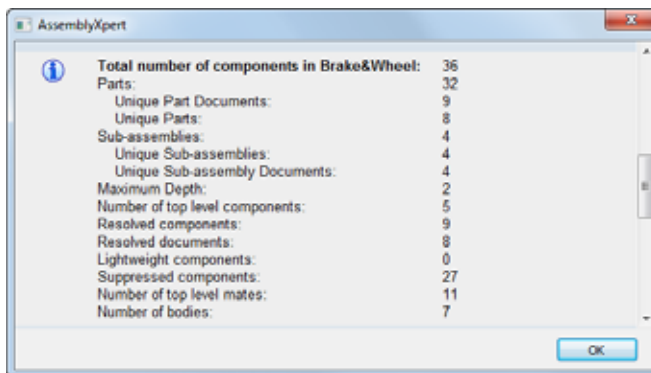 AssemblyXpert
Total number of components in Brake&Wheel: 36
Parts: 32
Unique Part Documents: 9
Unique Parts: 8
Sub-assemblies: 4
Unique Sub-assemblies: 4
Unique Sub-assembly Documents: 4
Maximum Depth: 2
Number of top level components: 5
Resolved components: 9
Resolved documents: 8
Lightweight components: 0
Suppressed components: 27
Number of top level mates: 11
Number of bodies: 7
OK